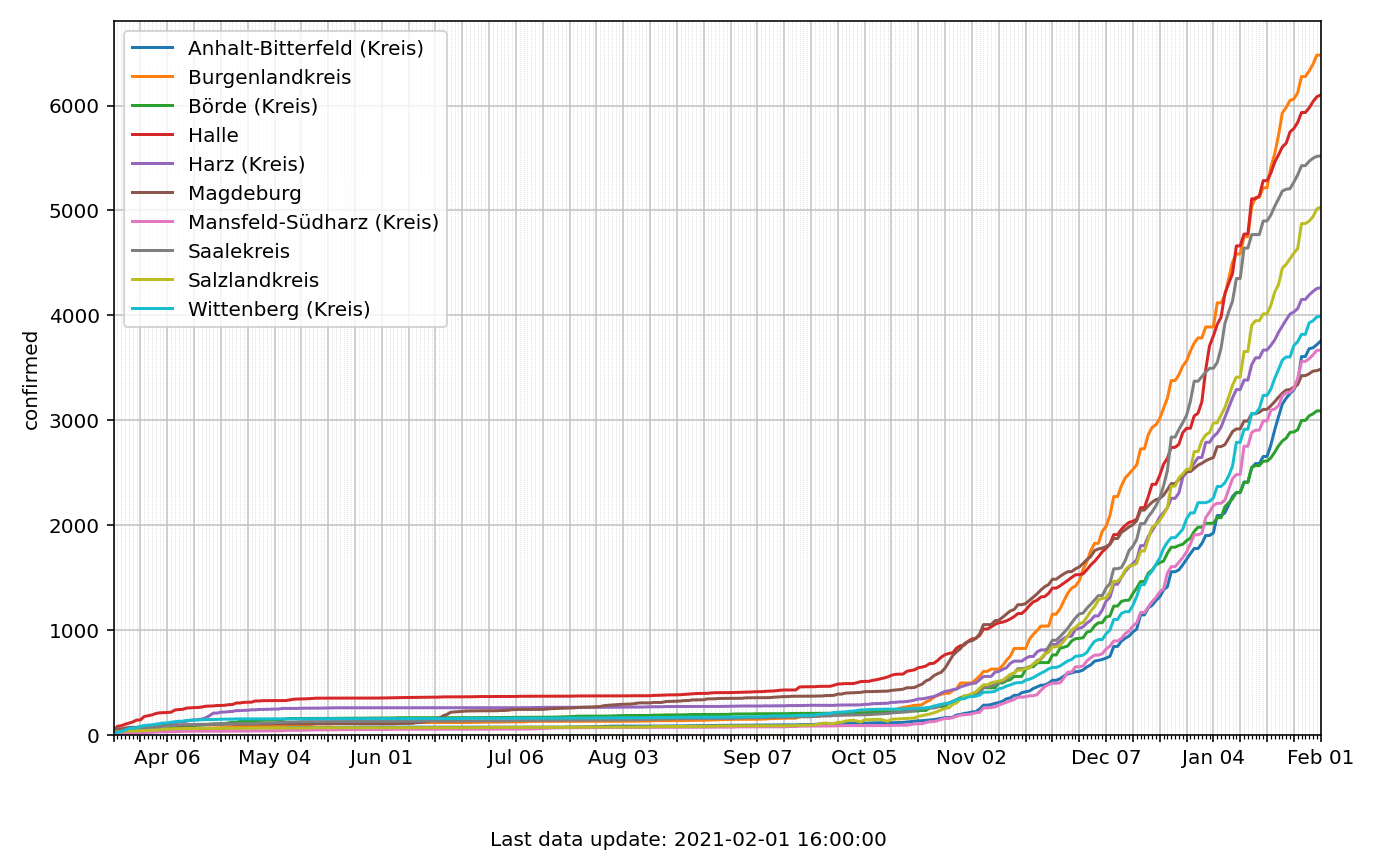 Anhalt-Bitterfeld (Kreis)
Burgenlandkreis
Börde (Kreis)
Halle
Harz (Kreis)
Magdeburg
Mansfeld-Südharz (Kreis)
Saalekreis
Salzlandkreis
Wittenberg (Kreis)
confirmed
6000
5000
4000
3000
2000
1000
0
Apr 06 May 04 Jun 01 Jul 06 Aug 03 Sep 07 Oct 05 Nov 02 Dec 07 Jan 04 Feb 01
Last data update: 2021-02-01 16:00:00